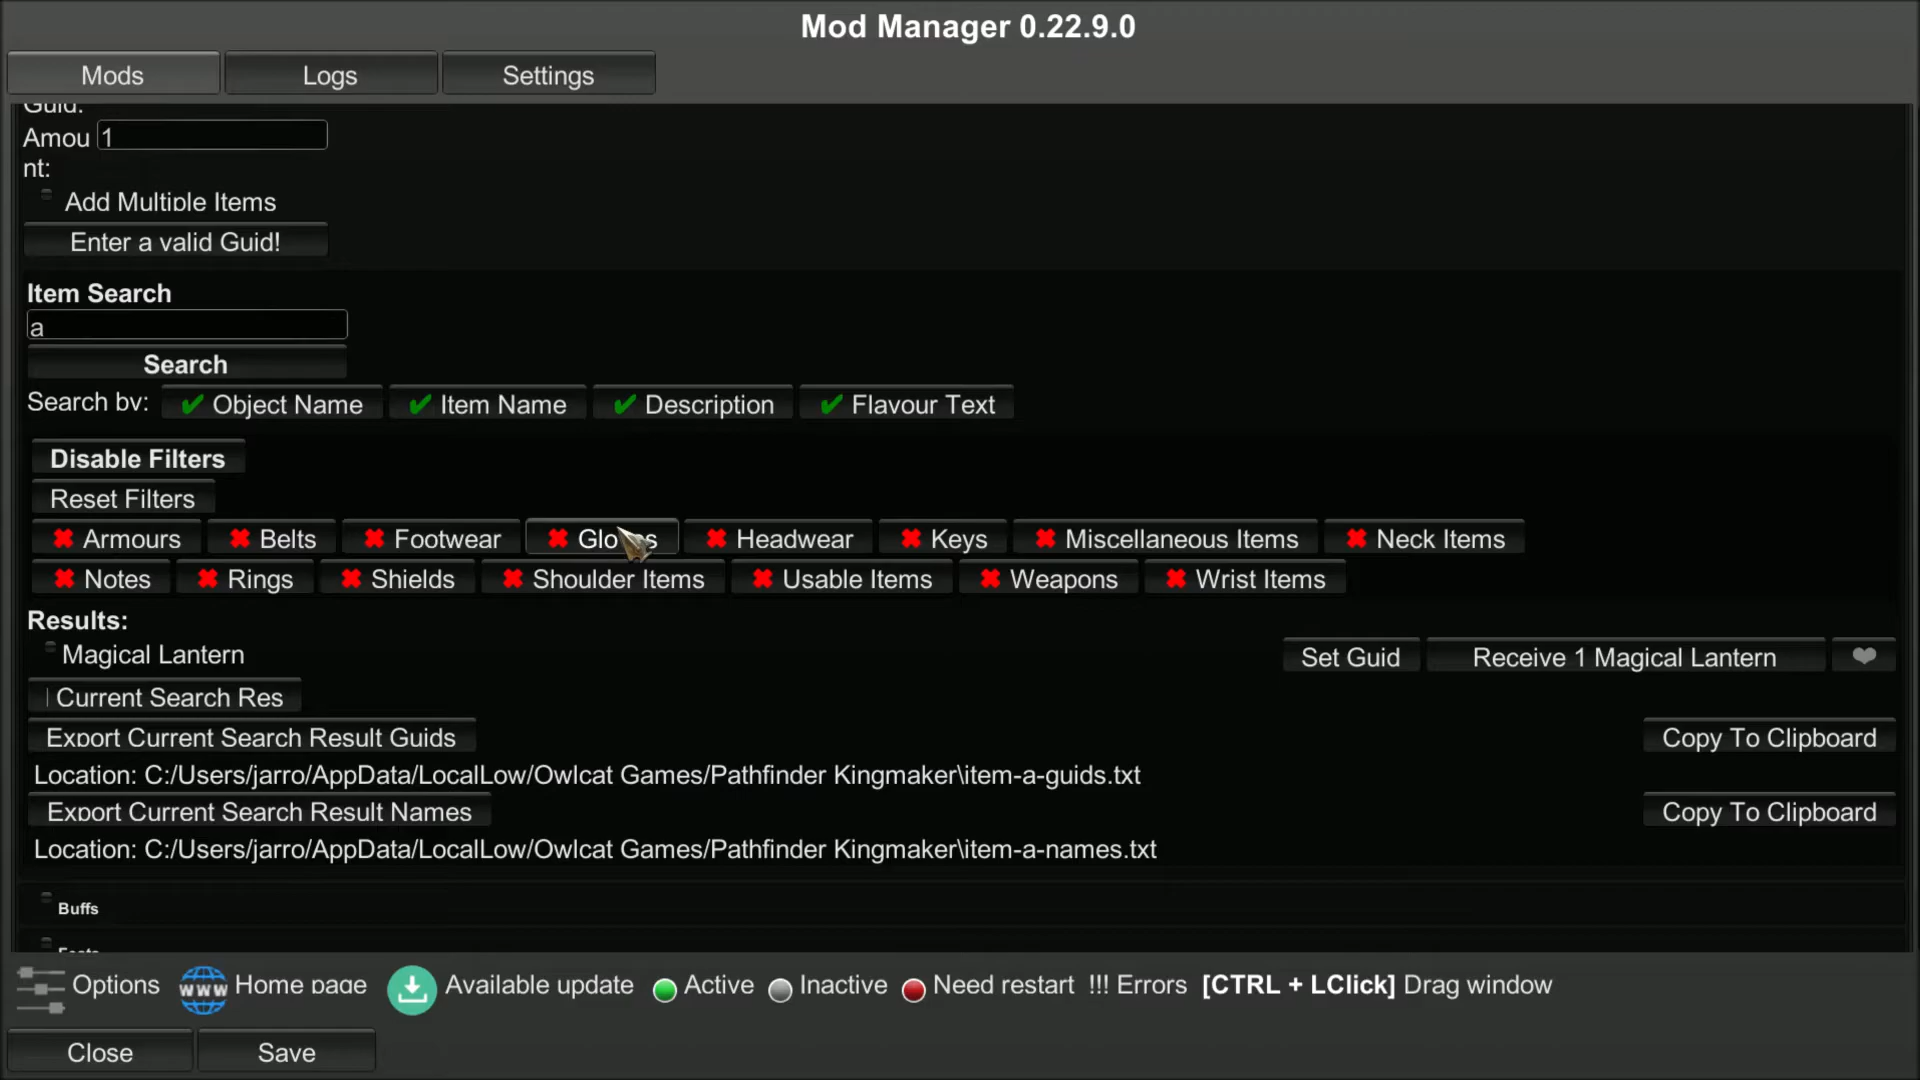 Mod Manager 0.22.9.0
Mods Logs Settings
Guid:
Amou 1
nt:
Add Multiple Items
Enter a valid Guid!
Item Search
a
Search
Search by: ✔ Object Name ✔ Item Name ✔ Description ✔ Flavour Text
Disable Filters
Reset Filters
✖ Armours ✖ Belts ✖ Footwear ✖ Gloves ✖ Headwear ✖ Keys ✖ Miscellaneous Items ✖ Neck Items
✖ Notes ✖ Rings ✖ Shields ✖ Shoulder Items ✖ Usable Items ✖ Weapons ✖ Wrist Items
Results:
Magical Lantern Set Guid Receive 1 Magical Lantern ❤
Current Search Res
Export Current Search Result Guids Copy To Clipboard
Location: C:/Users/jarro/AppData/LocalLow/Owlcat Games/Pathfinder Kingmaker\item-a-guids.txt
Export Current Search Result Names Copy To Clipboard
Location: C:/Users/jarro/AppData/LocalLow/Owlcat Games/Pathfinder Kingmaker\item-a-names.txt
Buffs
Feats
Options www Home page Available update Active Inactive Need restart !!! Errors [CTRL + LClick] Drag window
Close Save